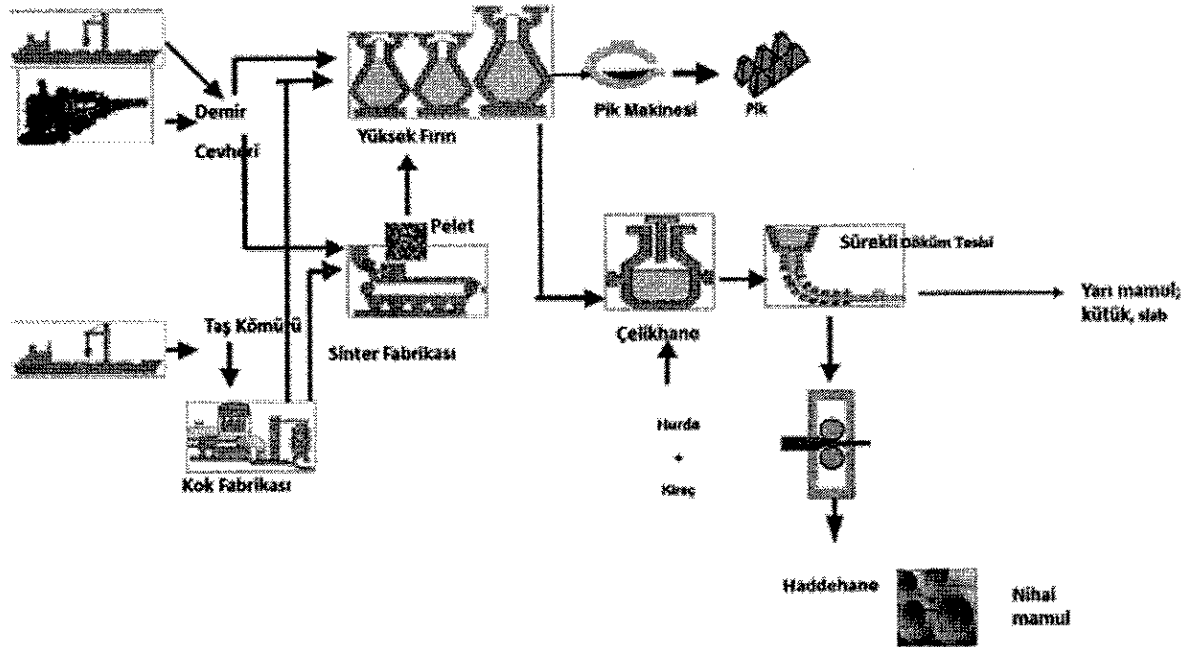 Demir
Cevheri
Yüksek Fırın
Pik Makinesi
Pik
Pelet
Sürekli Döküm Tesisi
Yarı mamul;
kütük, slab
Taş Kömürü
Sinter Fabrikası
Çelikhane
Hurda
+
Kireç
Kok Fabrikası
Haddehane
Nihai
mamul